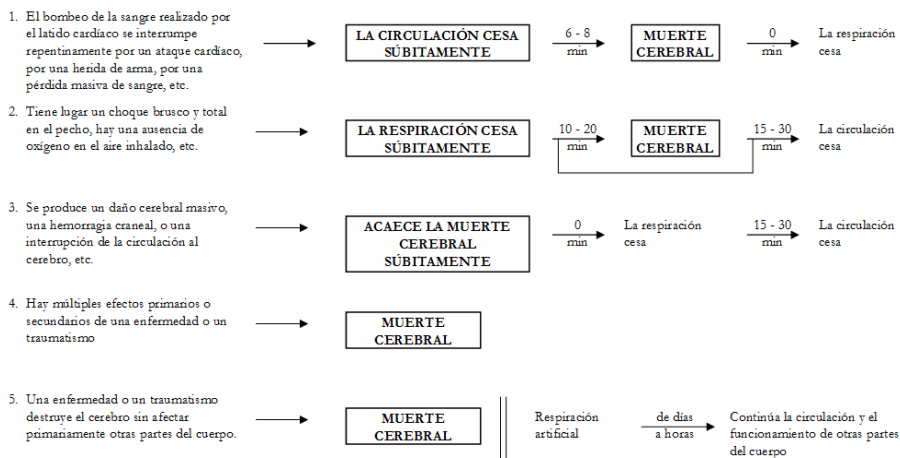 1. El bombeo de la sangre realizado por
el latido cardíaco se interrumpe
repentinamente por un ataque cardíaco,
por una herida de arma, por una
pérdida masiva de sangre, etc.
LA CIRCULACIÓN CESA
SÚBITAMENTE
6 - 8
min
MUERTE
CEREBRAL
0
min
La respiración
cesa
2. Tiene lugar un choque brusco y total
en el pecho, hay una ausencia de
oxígeno en el aire inhalado, etc.
LA RESPIRACIÓN CESA
SÚBITAMENTE
10 - 20
min
MUERTE
CEREBRAL
15 - 30
min
La circulación
cesa
3. Se produce un daño cerebral masivo,
una hemorragia craneal, o una
interrupción de la circulación al
cerebro, etc.
ACAECE LA MUERTE
CEREBRAL
SÚBITAMENTE
0
min
La respiración
cesa
15 - 30
min
La circulación
cesa
4. Hay múltiples efectos primarios o
secundarios de una enfermedad o un
traumatismo
MUERTE
CEREBRAL
5. Una enfermedad o un traumatismo
destruye el cerebro sin afectar
primariamente otras partes del cuerpo.
MUERTE
CEREBRAL
Respiración
artificial
de días
a horas
Continúa la circulación y el
funcionamiento de otras partes
del cuerpo